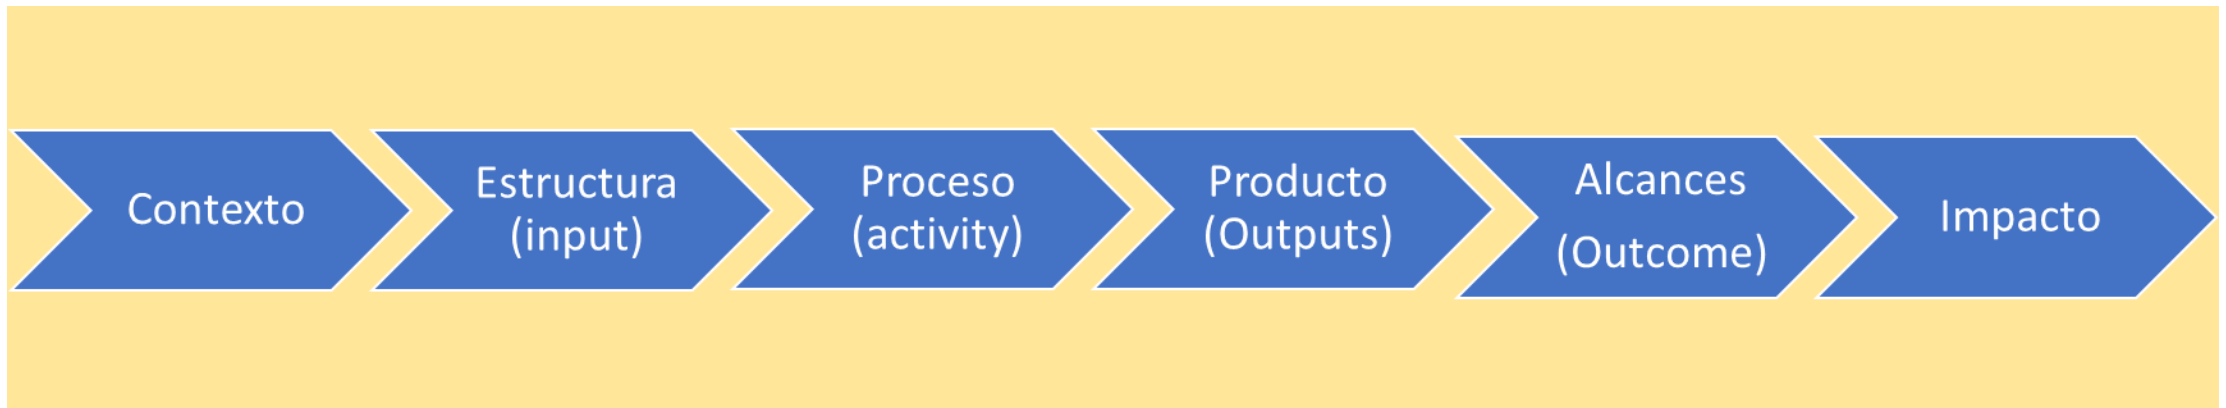 Contexto
Estructura
(input)
Proceso
(activity)
Producto
(Outputs)
Alcances
(Outcome)
Impacto